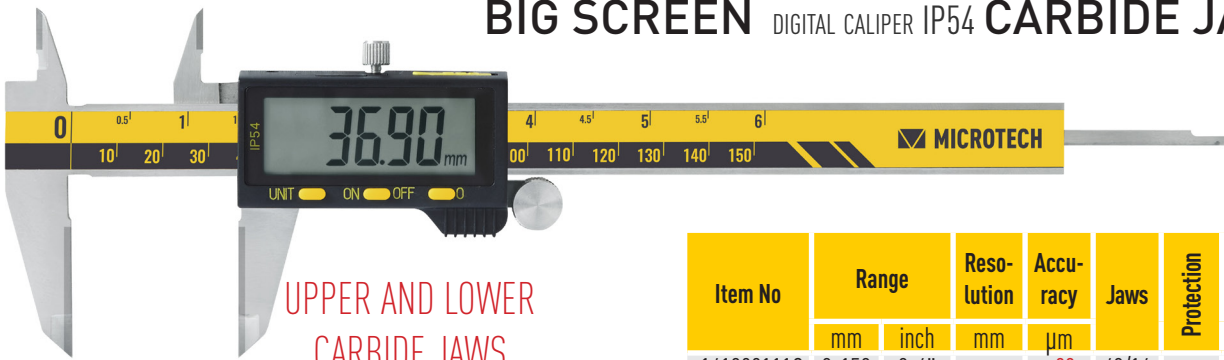 BIG SCREEN DIGITAL CALIPER IP54 CARBIDE
0 0.5 1 4 4.5 5 5.5 6
10 20 30 110 120 130 140 150
IP54
36.90 mm
UNIT ON OFF 0
MICROTECH
UPPER AND LOWER
CARBIDE JAWS
Item No Range Reso-lution Accu-racy Jaws Protection
mm inch mm µm